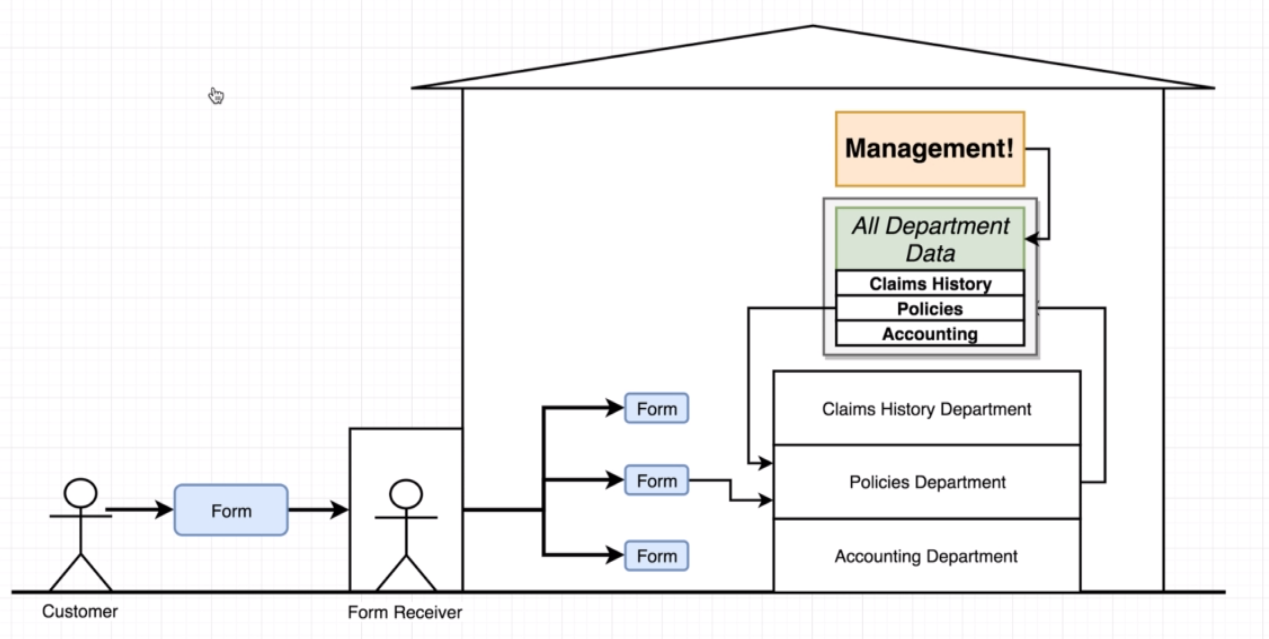 Management!
All Department
Data
Claims History
Policies
Accounting
Claims History Department
Form
Policies Department
Form
Form
Accounting Department
Form
Customer
Form Receiver